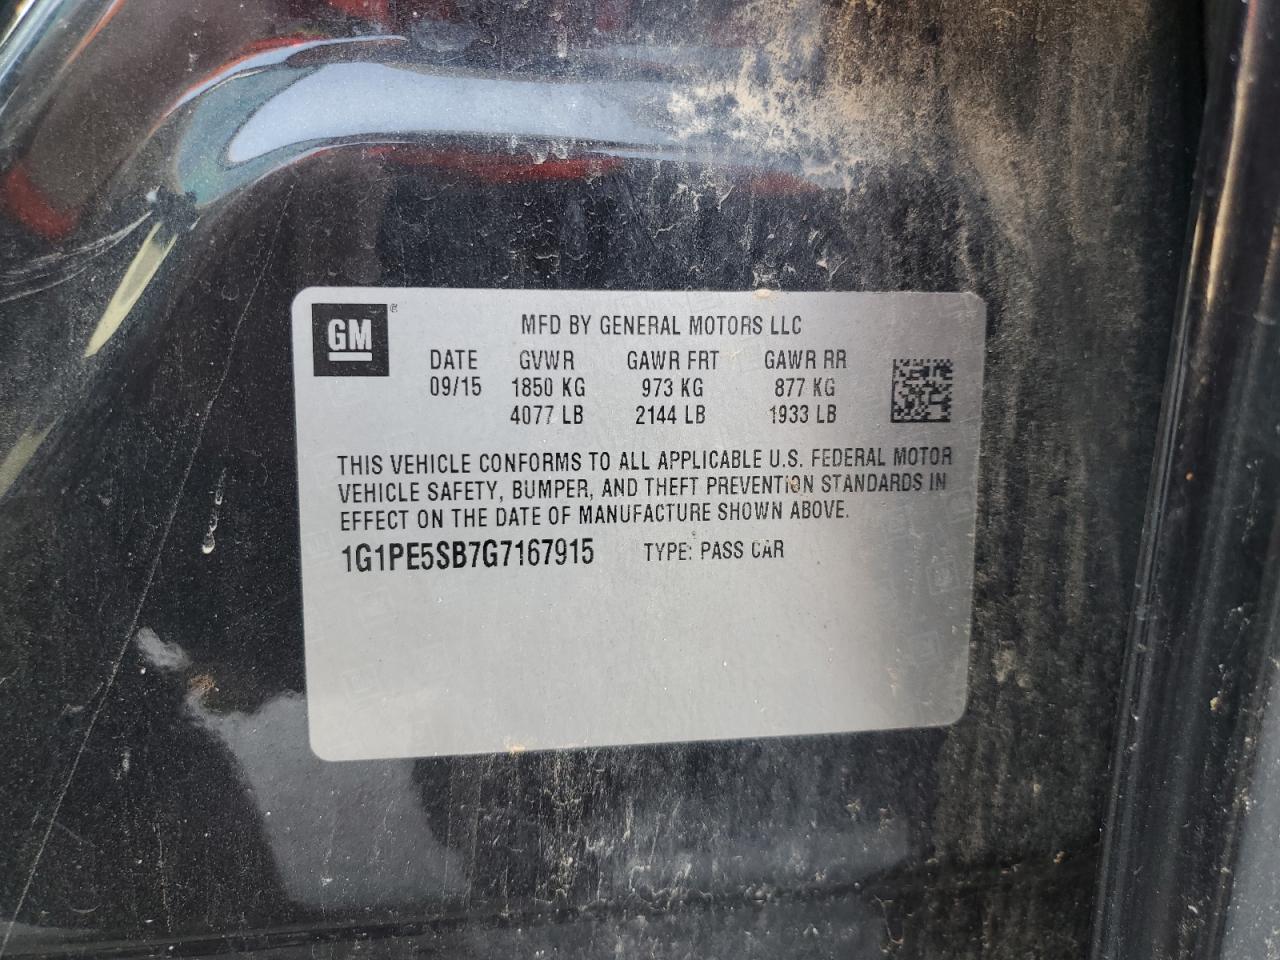 GM ®
MFD BY GENERAL MOTORS LLC
DATE GVWR GAWR FRT GAWR RR
09/15 1850 KG 973 KG 877 KG
4077 LB 2144 LB 1933 LB
THIS VEHICLE CONFORMS TO ALL APPLICABLE U.S. FEDERAL MOTOR
VEHICLE SAFETY, BUMPER, AND THEFT PREVENTION STANDARDS IN
EFFECT ON THE DATE OF MANUFACTURE SHOWN ABOVE.
1G1PE5SB7G7167915 TYPE: PASS CAR